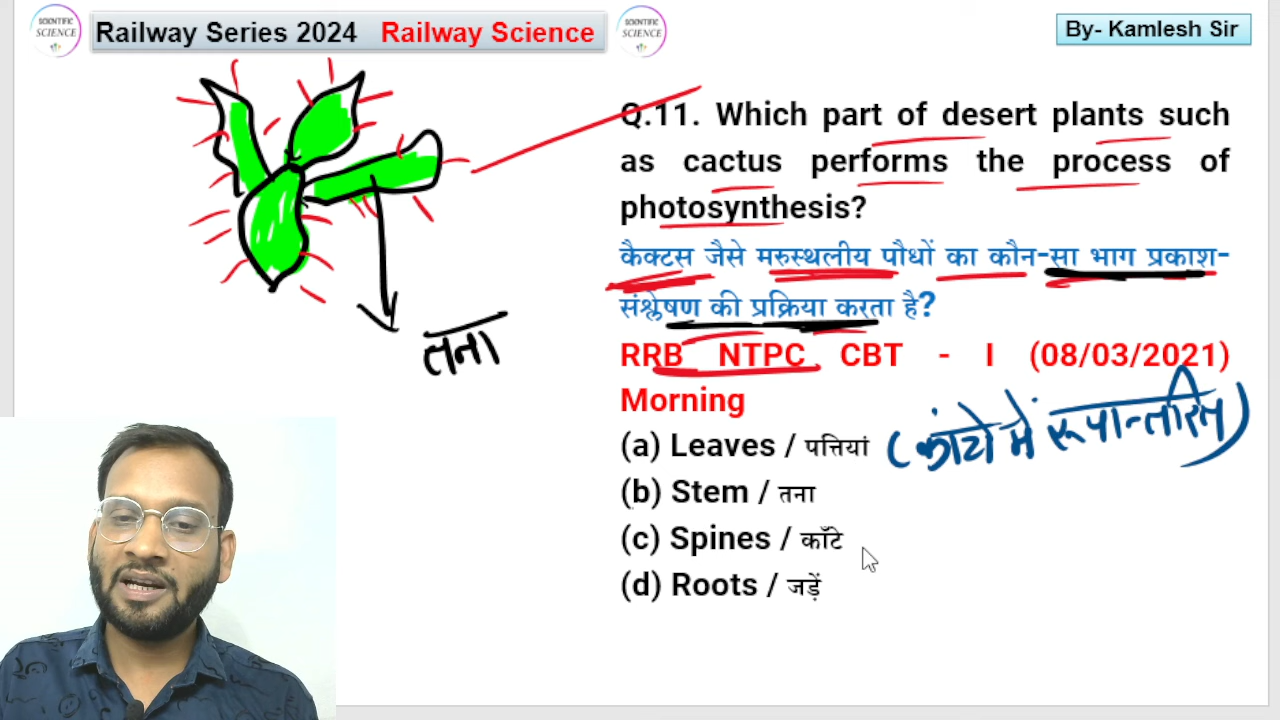 SCIENTIFIC
SCIENCE
Railway Series 2024 Railway Science
SCIENTIFIC
SCIENCE
By- Kamlesh Sir
Q.11. Which part of desert plants such
as cactus performs the process of
photosynthesis?
कैक्टस जैसे मरुस्थलीय पौधों का कौन-सा भाग प्रकाश-
संश्लेषण की प्रक्रिया करता है?
RRB NTPC CBT - I (08/03/2021)
Morning
(a) Leaves / पत्तियां (कांटो में रूपान्तरित)
(b) Stem / तना
(c) Spines / काँटे
(d) Roots / जड़ें
तना